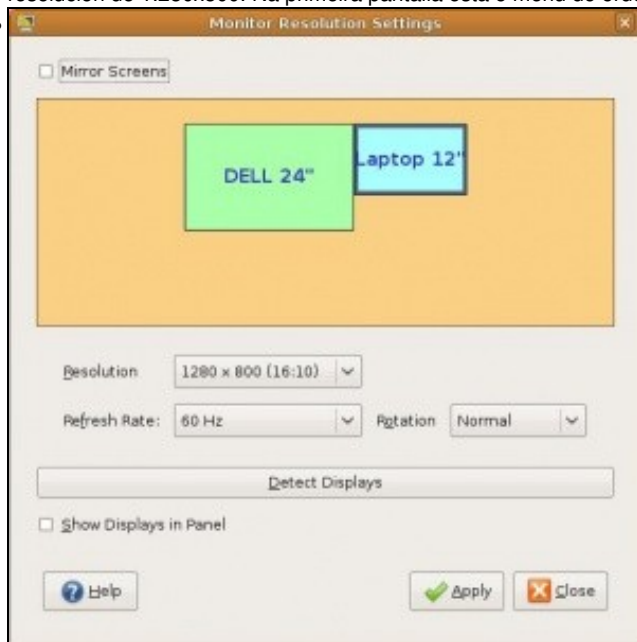 Monitor Resolution Settings
Mirror Screens
DELL 24"
Laptop 12"
Resolution
1280 x 800 (16:10)
Refresh Rate:
60 Hz
Rotation
Normal
Detect Displays
Show Displays in Panel
Help
Apply
Close